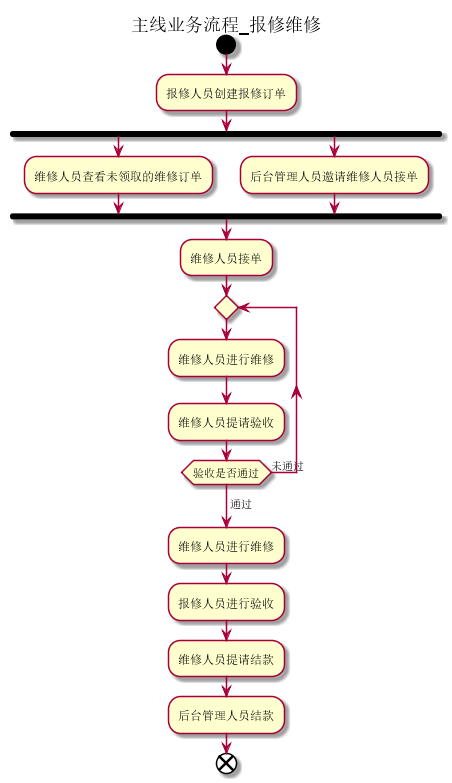 主线业务流程_报修维修
报修人员创建报修订单
维修人员查看未领取的维修订单
后台管理人员邀请维修人员接单
维修人员接单
维修人员进行维修
维修人员提请验收
验收是否通过
未通过
通过
维修人员进行维修
报修人员进行验收
维修人员提请结款
后台管理人员结款